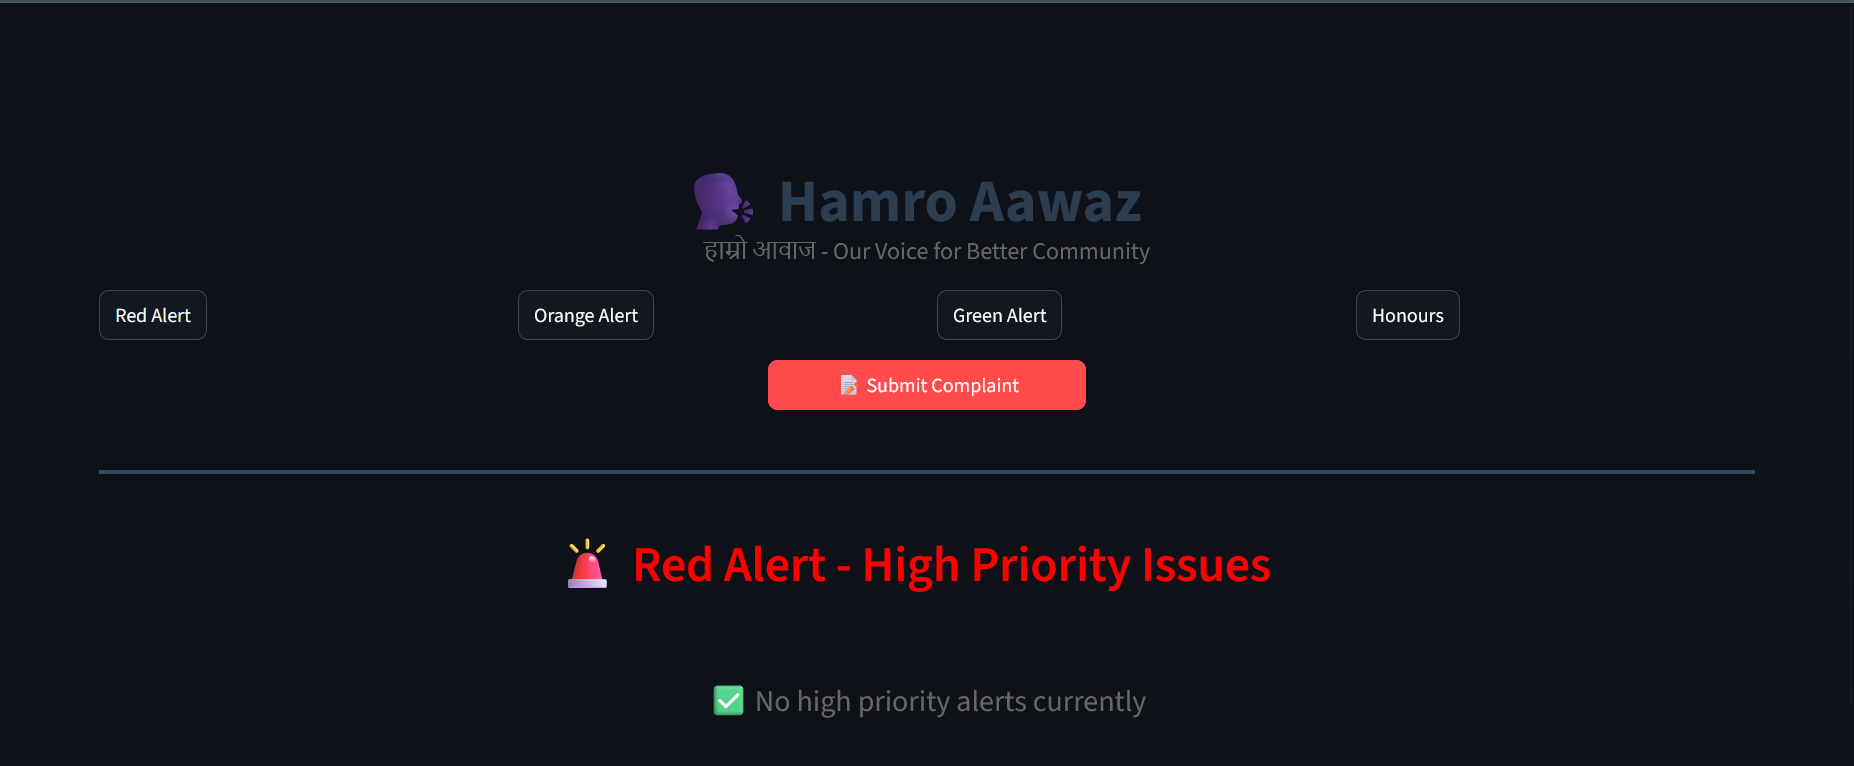 Hamro Aawaz
हाम्रो आवाज - Our Voice for Better Community
Red Alert
Orange Alert
Green Alert
Honours
Submit Complaint
Red Alert - High Priority Issues
No high priority alerts currently